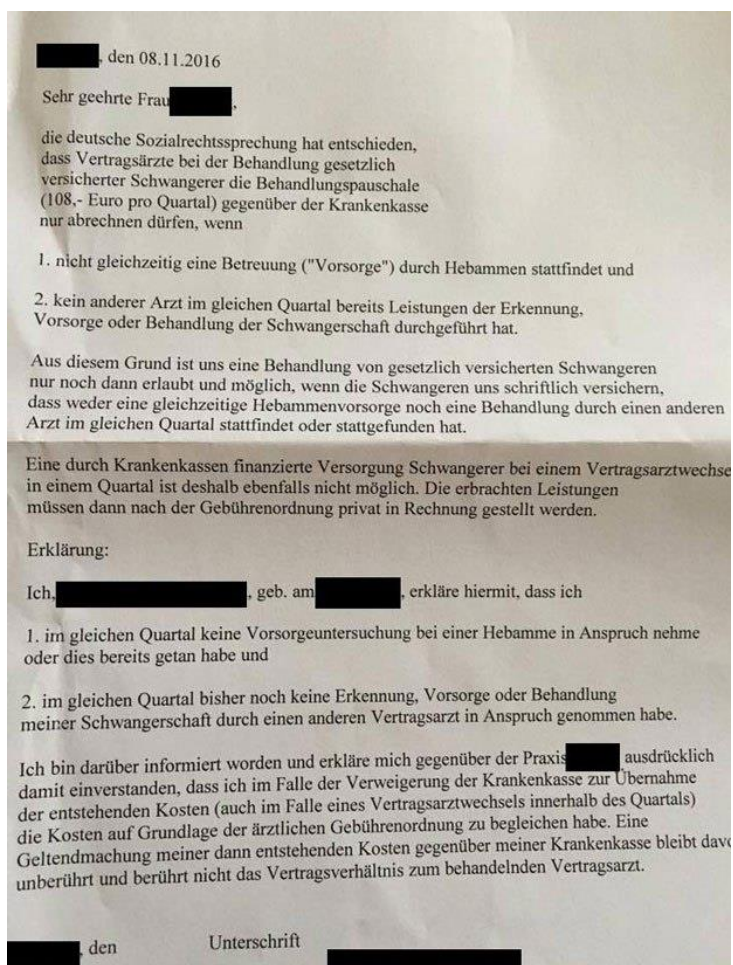 , den 08.11.2016
Sehr geehrte Frau ,
die deutsche Sozialrechtssprechung hat entschieden,
dass Vertragsärzte bei der Behandlung gesetzlich
versicherter Schwangerer die Behandlungspauschale
(108,- Euro pro Quartal) gegenüber der Krankenkasse
nur abrechnen dürfen, wenn
1. nicht gleichzeitig eine Betreuung ("Vorsorge") durch Hebammen stattfindet und
2. kein anderer Arzt im gleichen Quartal bereits Leistungen der Erkennung,
Vorsorge oder Behandlung der Schwangerschaft durchgeführt hat.
Aus diesem Grund ist uns eine Behandlung von gesetzlich versicherten Schwangeren
nur noch dann erlaubt und möglich, wenn die Schwangeren uns schriftlich versichern,
dass weder eine gleichzeitige Hebammenvorsorge noch eine Behandlung durch einen anderen
Arzt im gleichen Quartal stattfindet oder stattgefunden hat.
Eine durch Krankenkassen finanzierte Versorgung Schwangerer bei einem Vertragsarztwechse
in einem Quartal ist deshalb ebenfalls nicht möglich. Die erbrachten Leistungen
müssen dann nach der Gebührenordnung privat in Rechnung gestellt werden.
Erklärung:
Ich, , geb. am , erkläre hiermit, dass ich
1. im gleichen Quartal keine Vorsorgeuntersuchung bei einer Hebamme in Anspruch nehme
oder dies bereits getan habe und
2. im gleichen Quartal bisher noch keine Erkennung, Vorsorge oder Behandlung
meiner Schwangerschaft durch einen anderen Vertragsarzt in Anspruch genommen habe.
Ich bin darüber informiert worden und erkläre mich gegenüber der Praxis ausdrücklich
damit einverstanden, dass ich im Falle der Verweigerung der Krankenkasse zur Übernahme
der entstehenden Kosten (auch im Falle eines Vertragsarztwechsels innerhalb des Quartals)
die Kosten auf Grundlage der ärztlichen Gebührenordnung zu begleichen habe. Eine
Geltendmachung meiner dann entstehenden Kosten gegenüber meiner Krankenkasse bleibt davo
unberührt und berührt nicht das Vertragsverhältnis zum behandelnden Vertragsarzt.
, den Unterschrift